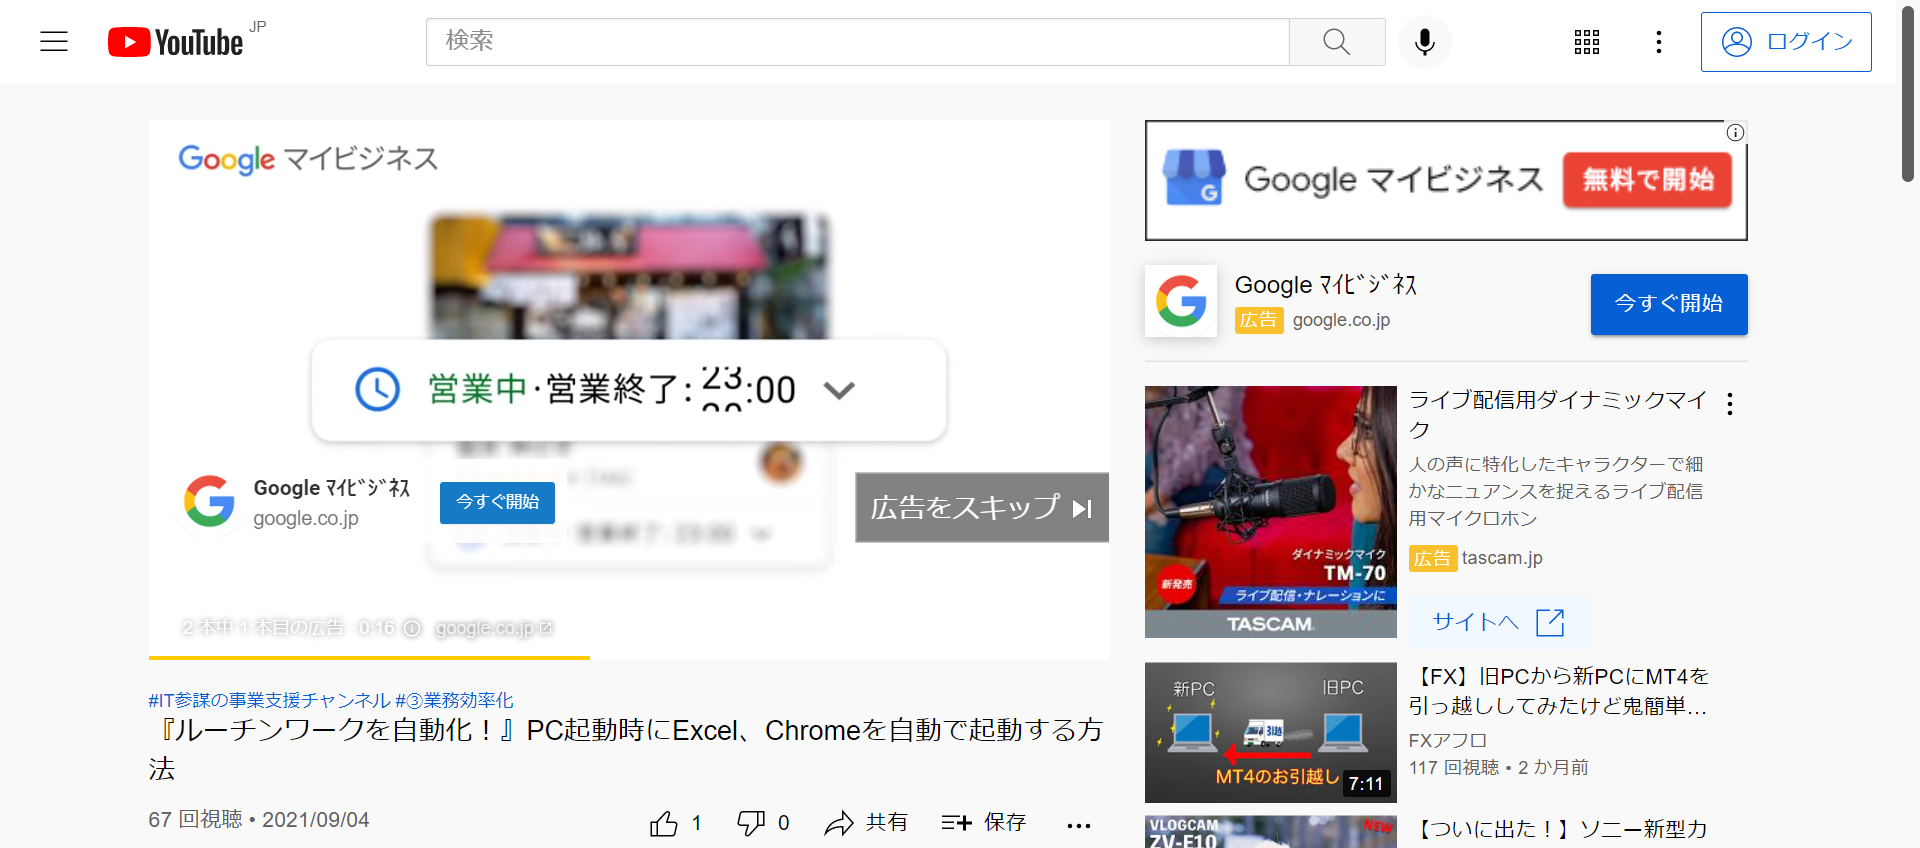 YouTube JP
検索
ログイン
Google マイビジネス
営業中·営業終了: 23:00
Google ﾏｲﾋﾞｼﾞﾈｽ
google.co.jp
今すぐ開始
広告をスキップ
2 本中 1 本目の広告 0:16 google.co.jp
#IT参謀の事業支援チャンネル #③業務効率化
『ルーチンワークを自動化！』PC起動時にExcel、Chromeを自動で起動する方
法
67 回視聴 • 2021/09/04
1 0 共有 保存
Google マイビジネス 無料で開始
Google ﾏｲﾋﾞｼﾞﾈｽ
広告 google.co.jp
今すぐ開始
ダイナミックマイク
TM-70
新発売
ライブ配信・ナレーションに
TASCAM
ライブ配信用ダイナミックマイ
ク
人の声に特化したキャラクターで細
かなニュアンスを捉えるライブ配信
用マイクロホン
広告 tascam.jp
サイトへ
新PC 旧PC
引越
MT4のお引越し
7:11
【FX】旧PCから新PCにMT4を
引っ越ししてみたけど鬼簡単...
FXアフロ
117 回視聴 • 2 か月前
VLOGCAM NEW
ZV-E10
【ついに出た！】ソニー新型カ